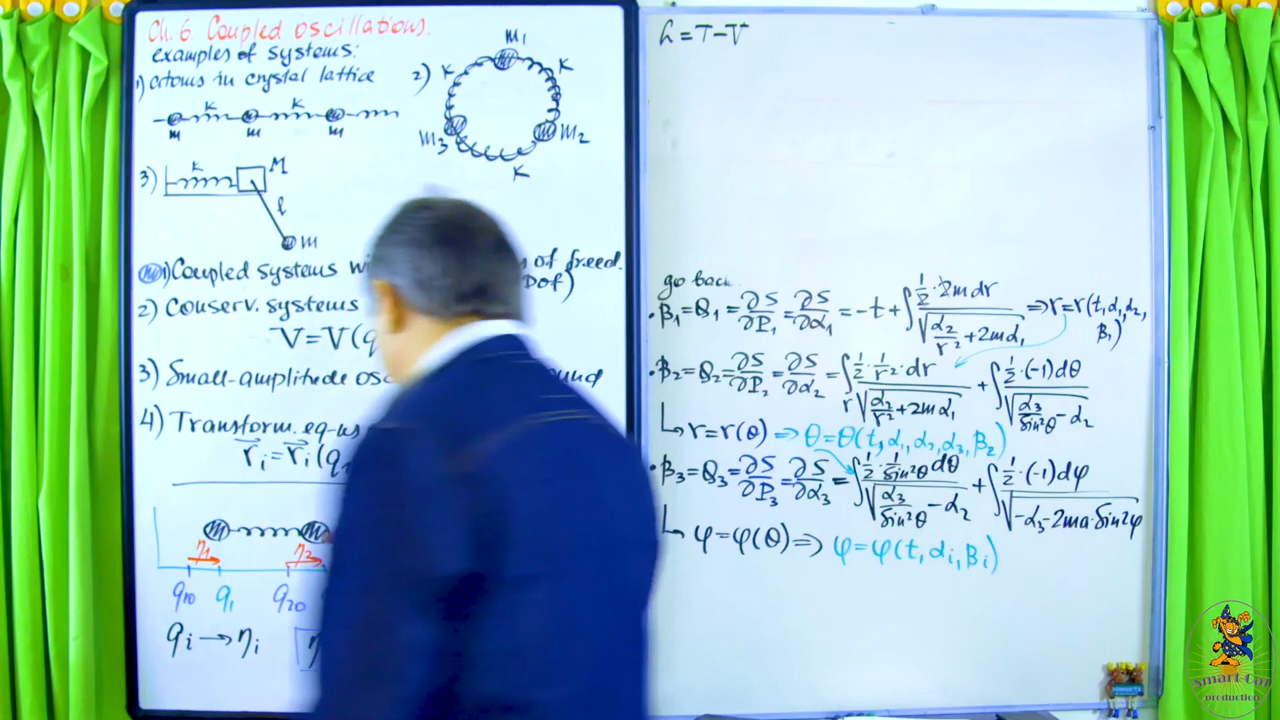 Ch. 6. Coupled oscillations.
examples of systems:
1) atoms in crystal lattice
K K
m m m
2)
m₁
K K
m₃ m₂
K
3) K M
l
m
1) Coupled systems of freed.
DOF)
2) Conserv. systems
V=V(q
3) Small-amplitude osc
4) Transform. eq-us
r⃗ᵢ=r⃗ᵢ(q
η₁ η₂
q₁₀ q₁ q₂₀
qᵢ → ηᵢ
L = T-V
go back
• β₁=Q₁=∂S/∂P₁=∂S/∂α₁=-t+∫(½·2mdr)/√(α₂/r²+2mα₁) ⇒ r=r(t,α₁,α₂,
β₁)
• β₂=Q₂=∂S/∂P₂=∂S/∂α₂=∫(½·1/r²·dr)/(r√(α₂/r²+2mα₁)) + ∫(½·(-1)dθ)/√(α₃/sin²θ-α₂)
↳ r=r(θ) ⇒ θ=θ(t,α₁,α₂,α₃,β₂)
• β₃=Q₃=∂S/∂P₃=∂S/∂α₃=∫(½·1/sin²θ dθ)/√(α₃/sin²θ-α₂) + ∫(½·(-1)dφ)/√(-α₃-2ma·sin²φ)
↳ φ=φ(θ) ⇒ φ=φ(t,αᵢ,βᵢ)
Smart Cat
production